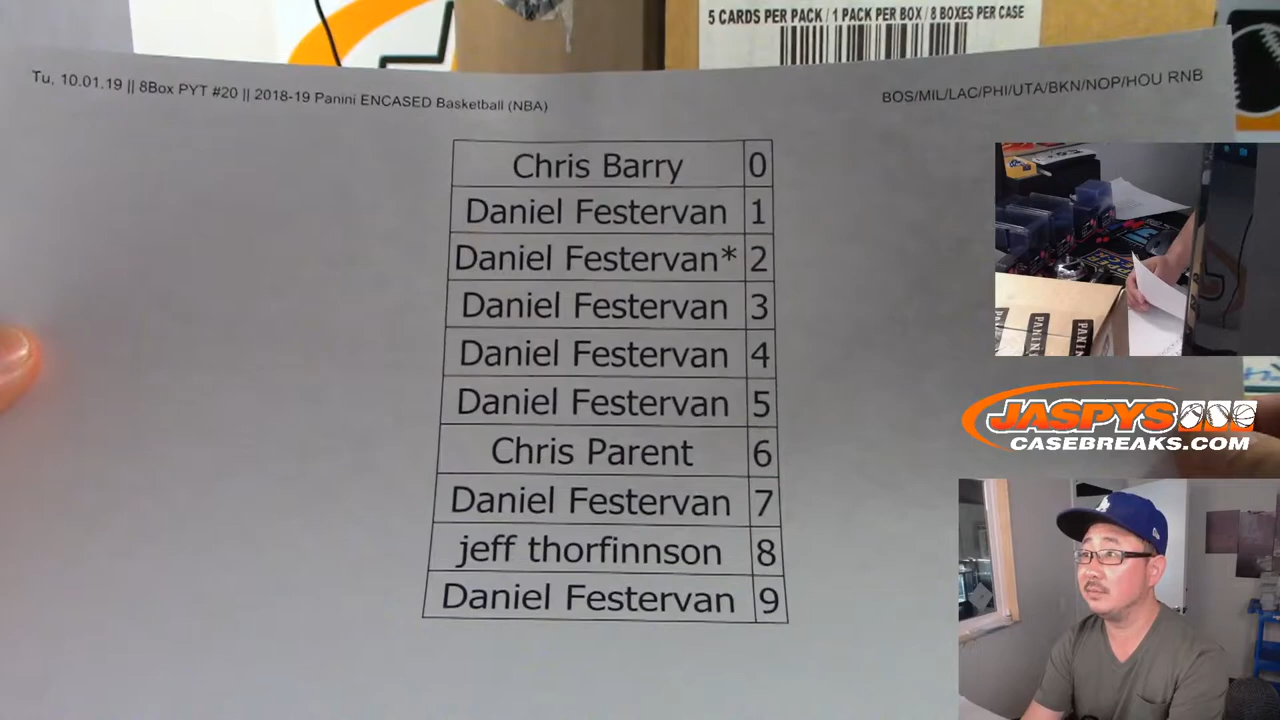 5 CARDS PER PACK / 1 PACK PER BOX / 8 BOXES PER CASE
Tu, 10.01.19 || 8Box PYT #20 || 2018-19 Panini ENCASED Basketball (NBA)
BOS/MIL/LAC/PHI/UTA/BKN/NOP/HOU RNB
Chris Barry 0
Daniel Festervan 1
Daniel Festervan* 2
Daniel Festervan 3
Daniel Festervan 4
Daniel Festervan 5
Chris Parent 6
Daniel Festervan 7
jeff thorfinnson 8
Daniel Festervan 9
PANINI
JASPYS
CASEBREAKS.COM
LA